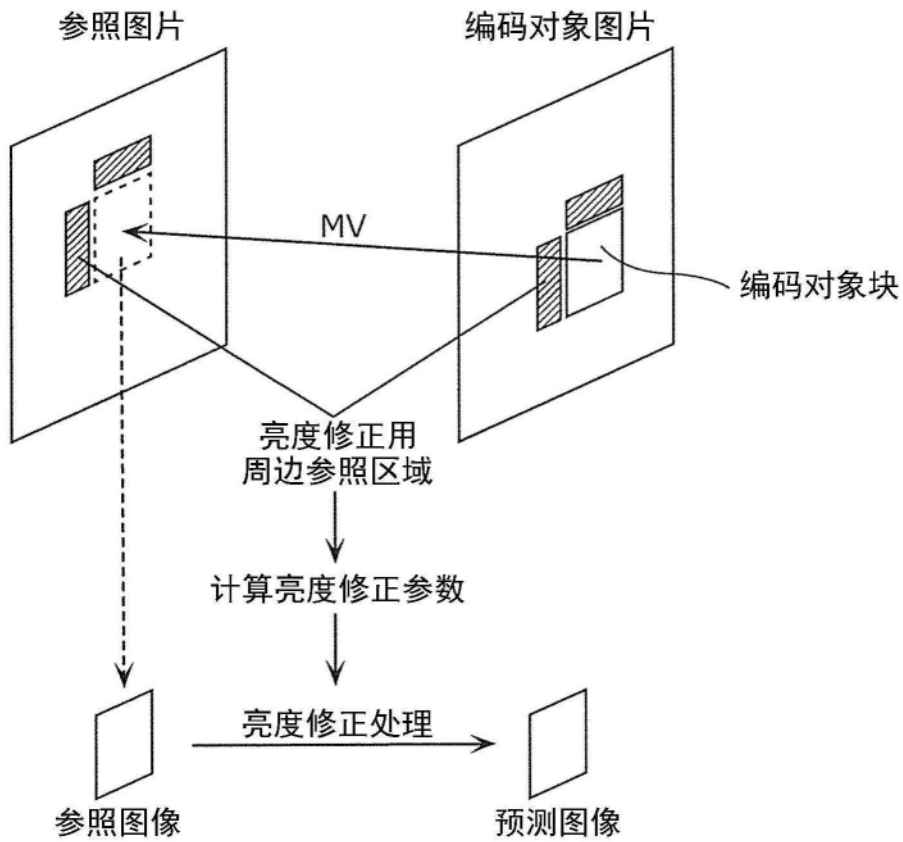 参照图片
编码对象图片
MV
编码对象块
亮度修正用
周边参照区域
计算亮度修正参数
亮度修正处理
参照图像
预测图像